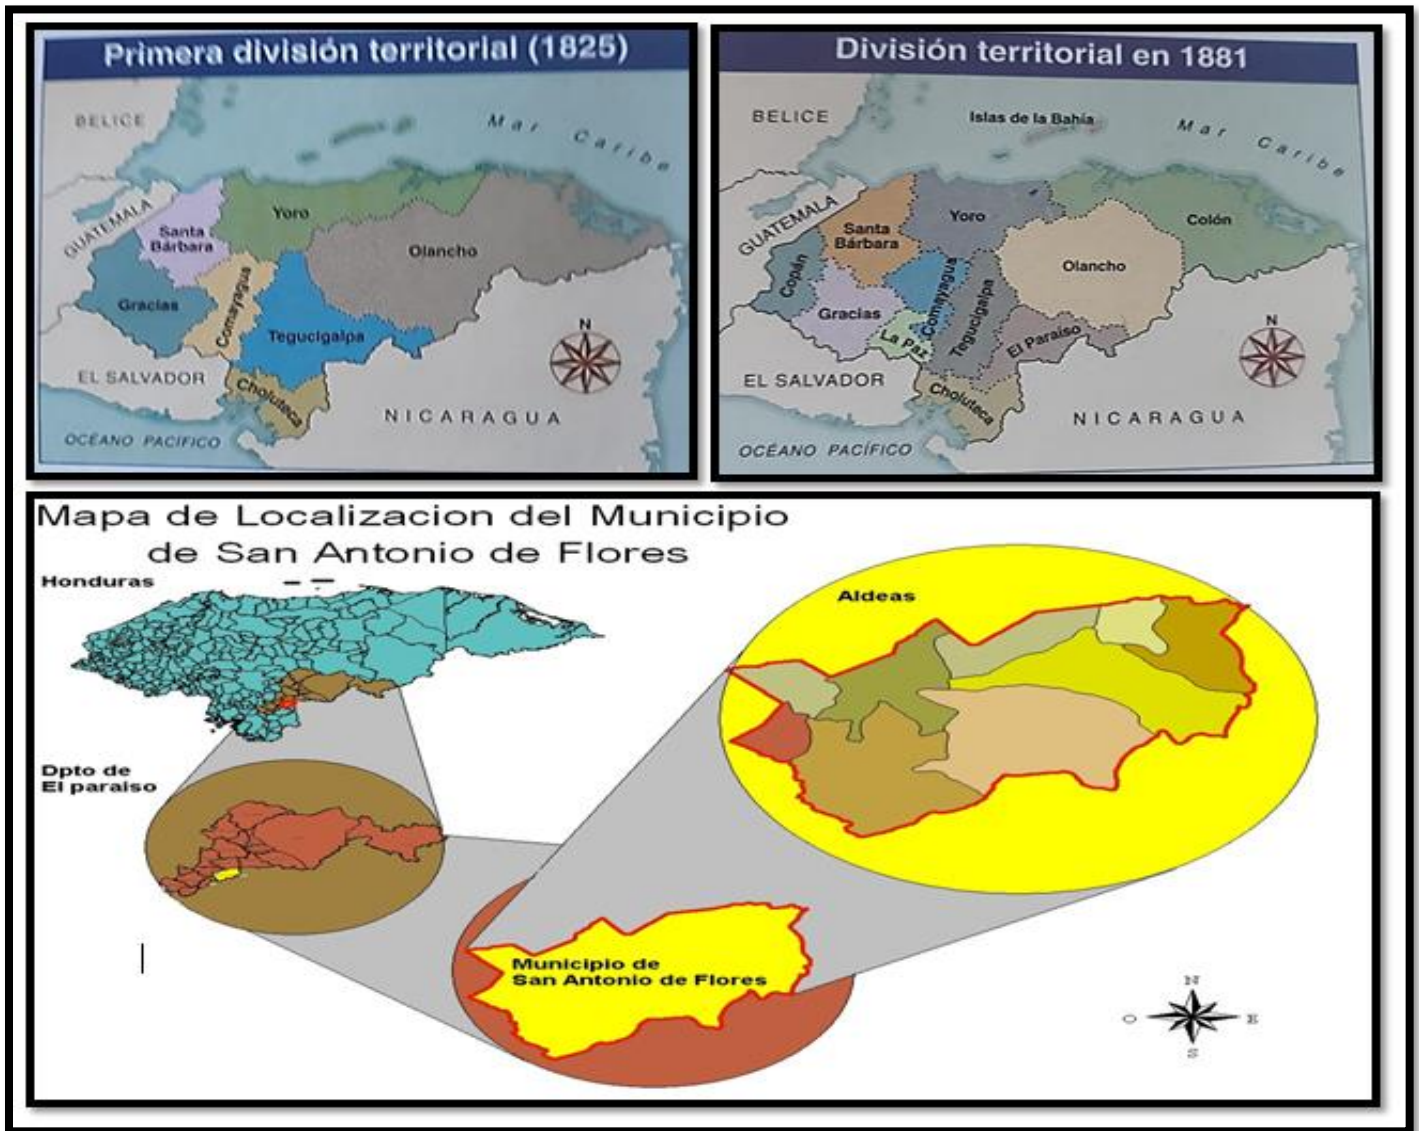 Primera división territorial (1825)
BELICE
Mar Caribe
GUATEMALA
Santa
Bárbara
Yoro
Olancho
Gracias
Comayagua
Tegucigalpa
EL SALVADOR
Choluteca
N
NICARAGUA
OCÉANO PACÍFICO
División territorial en 1881
BELICE
Islas de la Bahía
Mar Caribe
GUATEMALA
Santa
Bárbara
Yoro
Colón
Copán
Olancho
Gracias
Comayagua
Tegucigalpa
La Paz
El Paraíso
EL SALVADOR
Choluteca
N
NICARAGUA
OCÉANO PACÍFICO
Mapa de Localizacion del Municipio
de San Antonio de Flores
Honduras
Aldeas
Dpto de
El paraiso
Municipio de
San Antonio de Flores
N
O
E
S